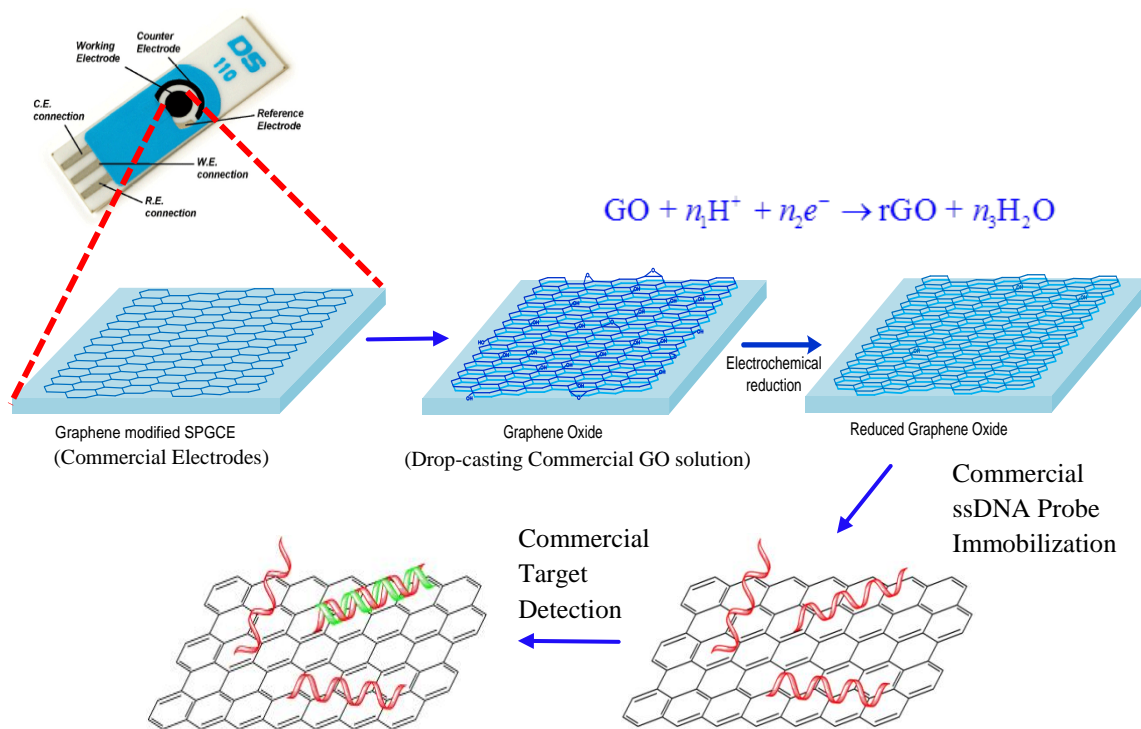 Working
Electrode
Counter
Electrode
DS
110
C.E.
connection
Reference
Electrode
W.E.
connection
R.E.
connection
GO + n₁H⁺ + n₂e⁻ → rGO + n₃H₂O
Graphene modified SPGCE
(Commercial Electrodes)
Graphene Oxide
(Drop-casting Commercial GO solution)
Electrochemical
reduction
Reduced Graphene Oxide
Commercial
ssDNA Probe
Immobilization
Commercial
Target
Detection